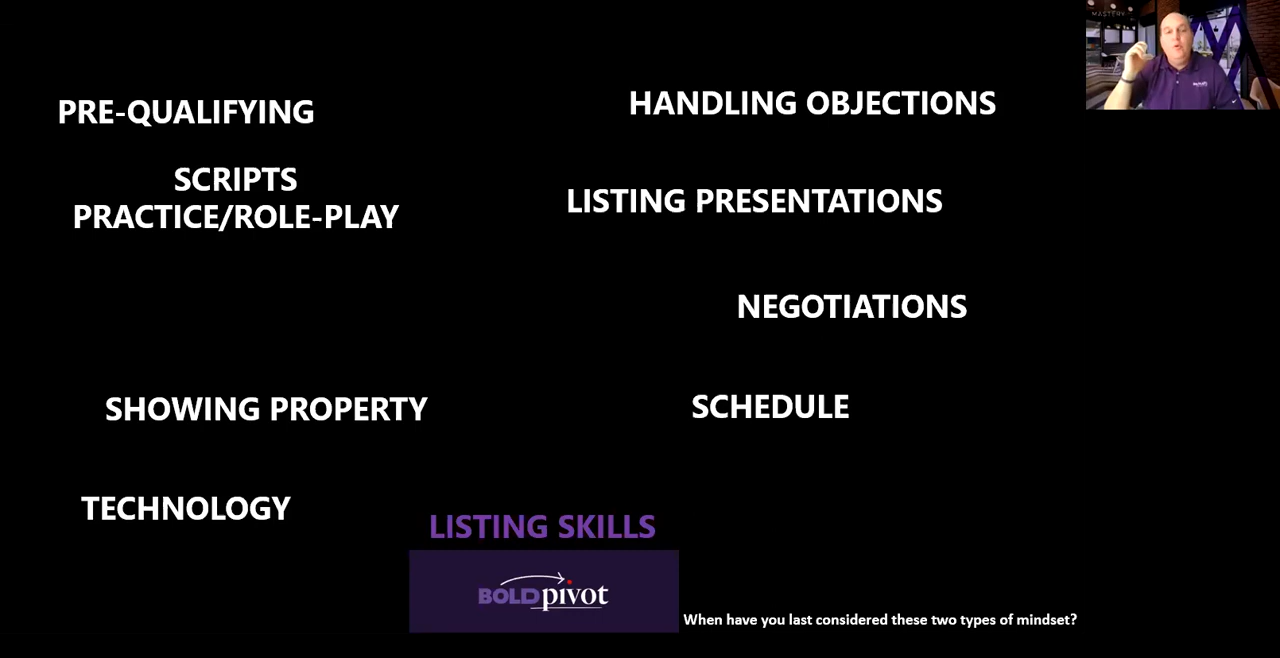 MASTERY
PRE-QUALIFYING
HANDLING OBJECTIONS
SCRIPTS
PRACTICE/ROLE-PLAY
LISTING PRESENTATIONS
NEGOTIATIONS
SHOWING PROPERTY
SCHEDULE
TECHNOLOGY
LISTING SKILLS
BOLDpivot
When have you last considered these two types of mindset?